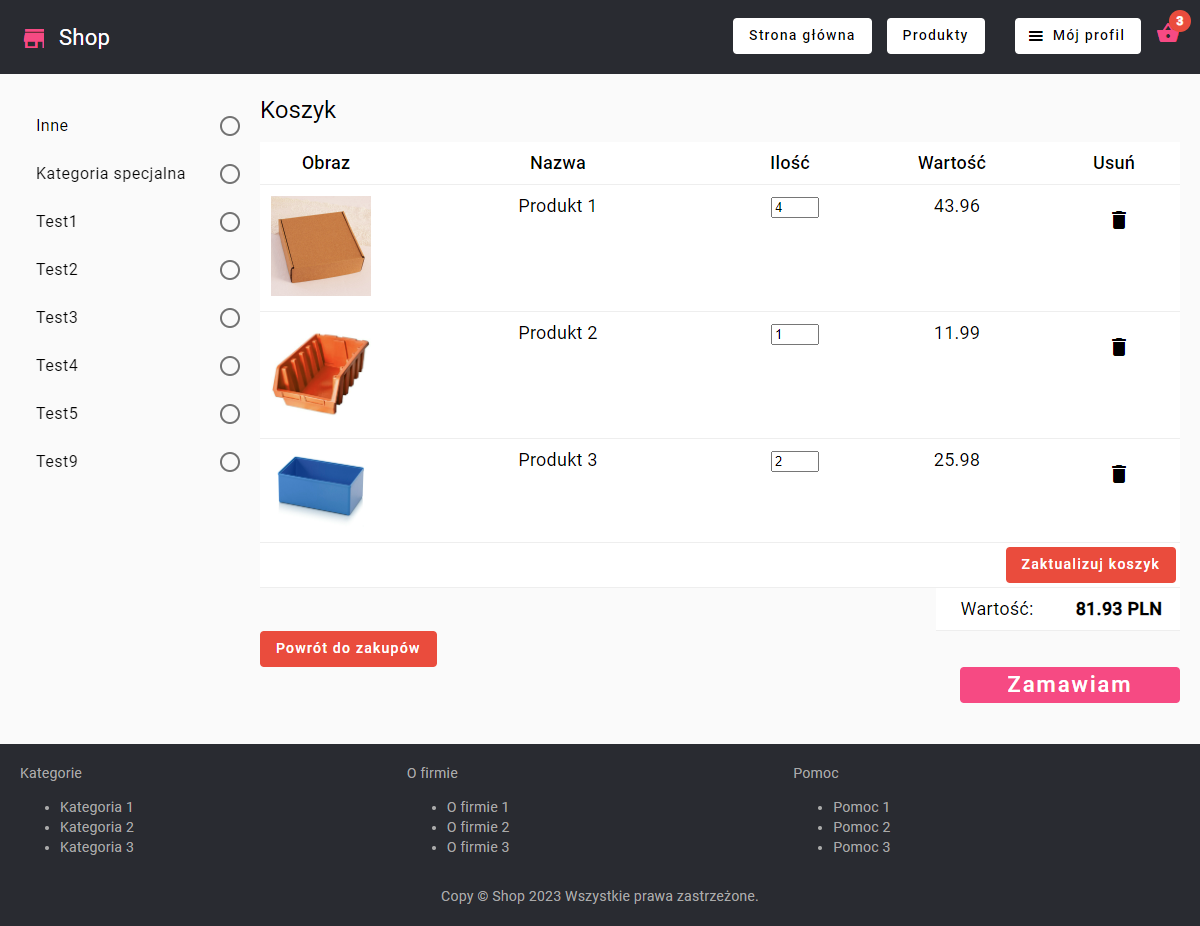 Shop
Strona główna
Produkty
Mój profil
3
Inne
Kategoria specjalna
Test1
Test2
Test3
Test4
Test5
Test9
Koszyk
Obraz Nazwa Ilość Wartość Usuń
Produkt 1 4 43.96
Produkt 2 1 11.99
Produkt 3 2 25.98
Zaktualizuj koszyk
Wartość: 81.93 PLN
Powrót do zakupów
Zamawiam
Kategorie
Kategoria 1
Kategoria 2
Kategoria 3
O firmie
O firmie 1
O firmie 2
O firmie 3
Pomoc
Pomoc 1
Pomoc 2
Pomoc 3
Copy © Shop 2023 Wszystkie prawa zastrzeżone.